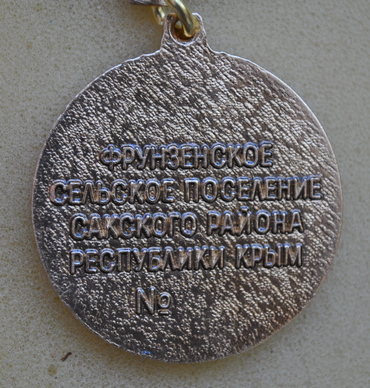 ФРУНЗЕНСКОЕ
СЕЛЬСКОЕ ПОСЕЛЕНИЕ
САКСКОГО РАЙОНА
РЕСПУБЛИКИ КРЫМ
№